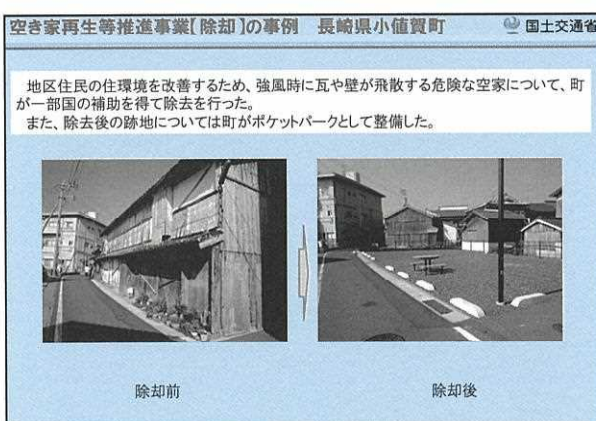 空き家再生等推進事業【除却】の事例　長崎県小値賀町
国土交通省
地区住民の住環境を改善するため、強風時に瓦や壁が飛散する危険な空家について、町
が一部国の補助を得て除去を行った。
また、除去後の跡地については町がポケットパークとして整備した。
除却前
除却後